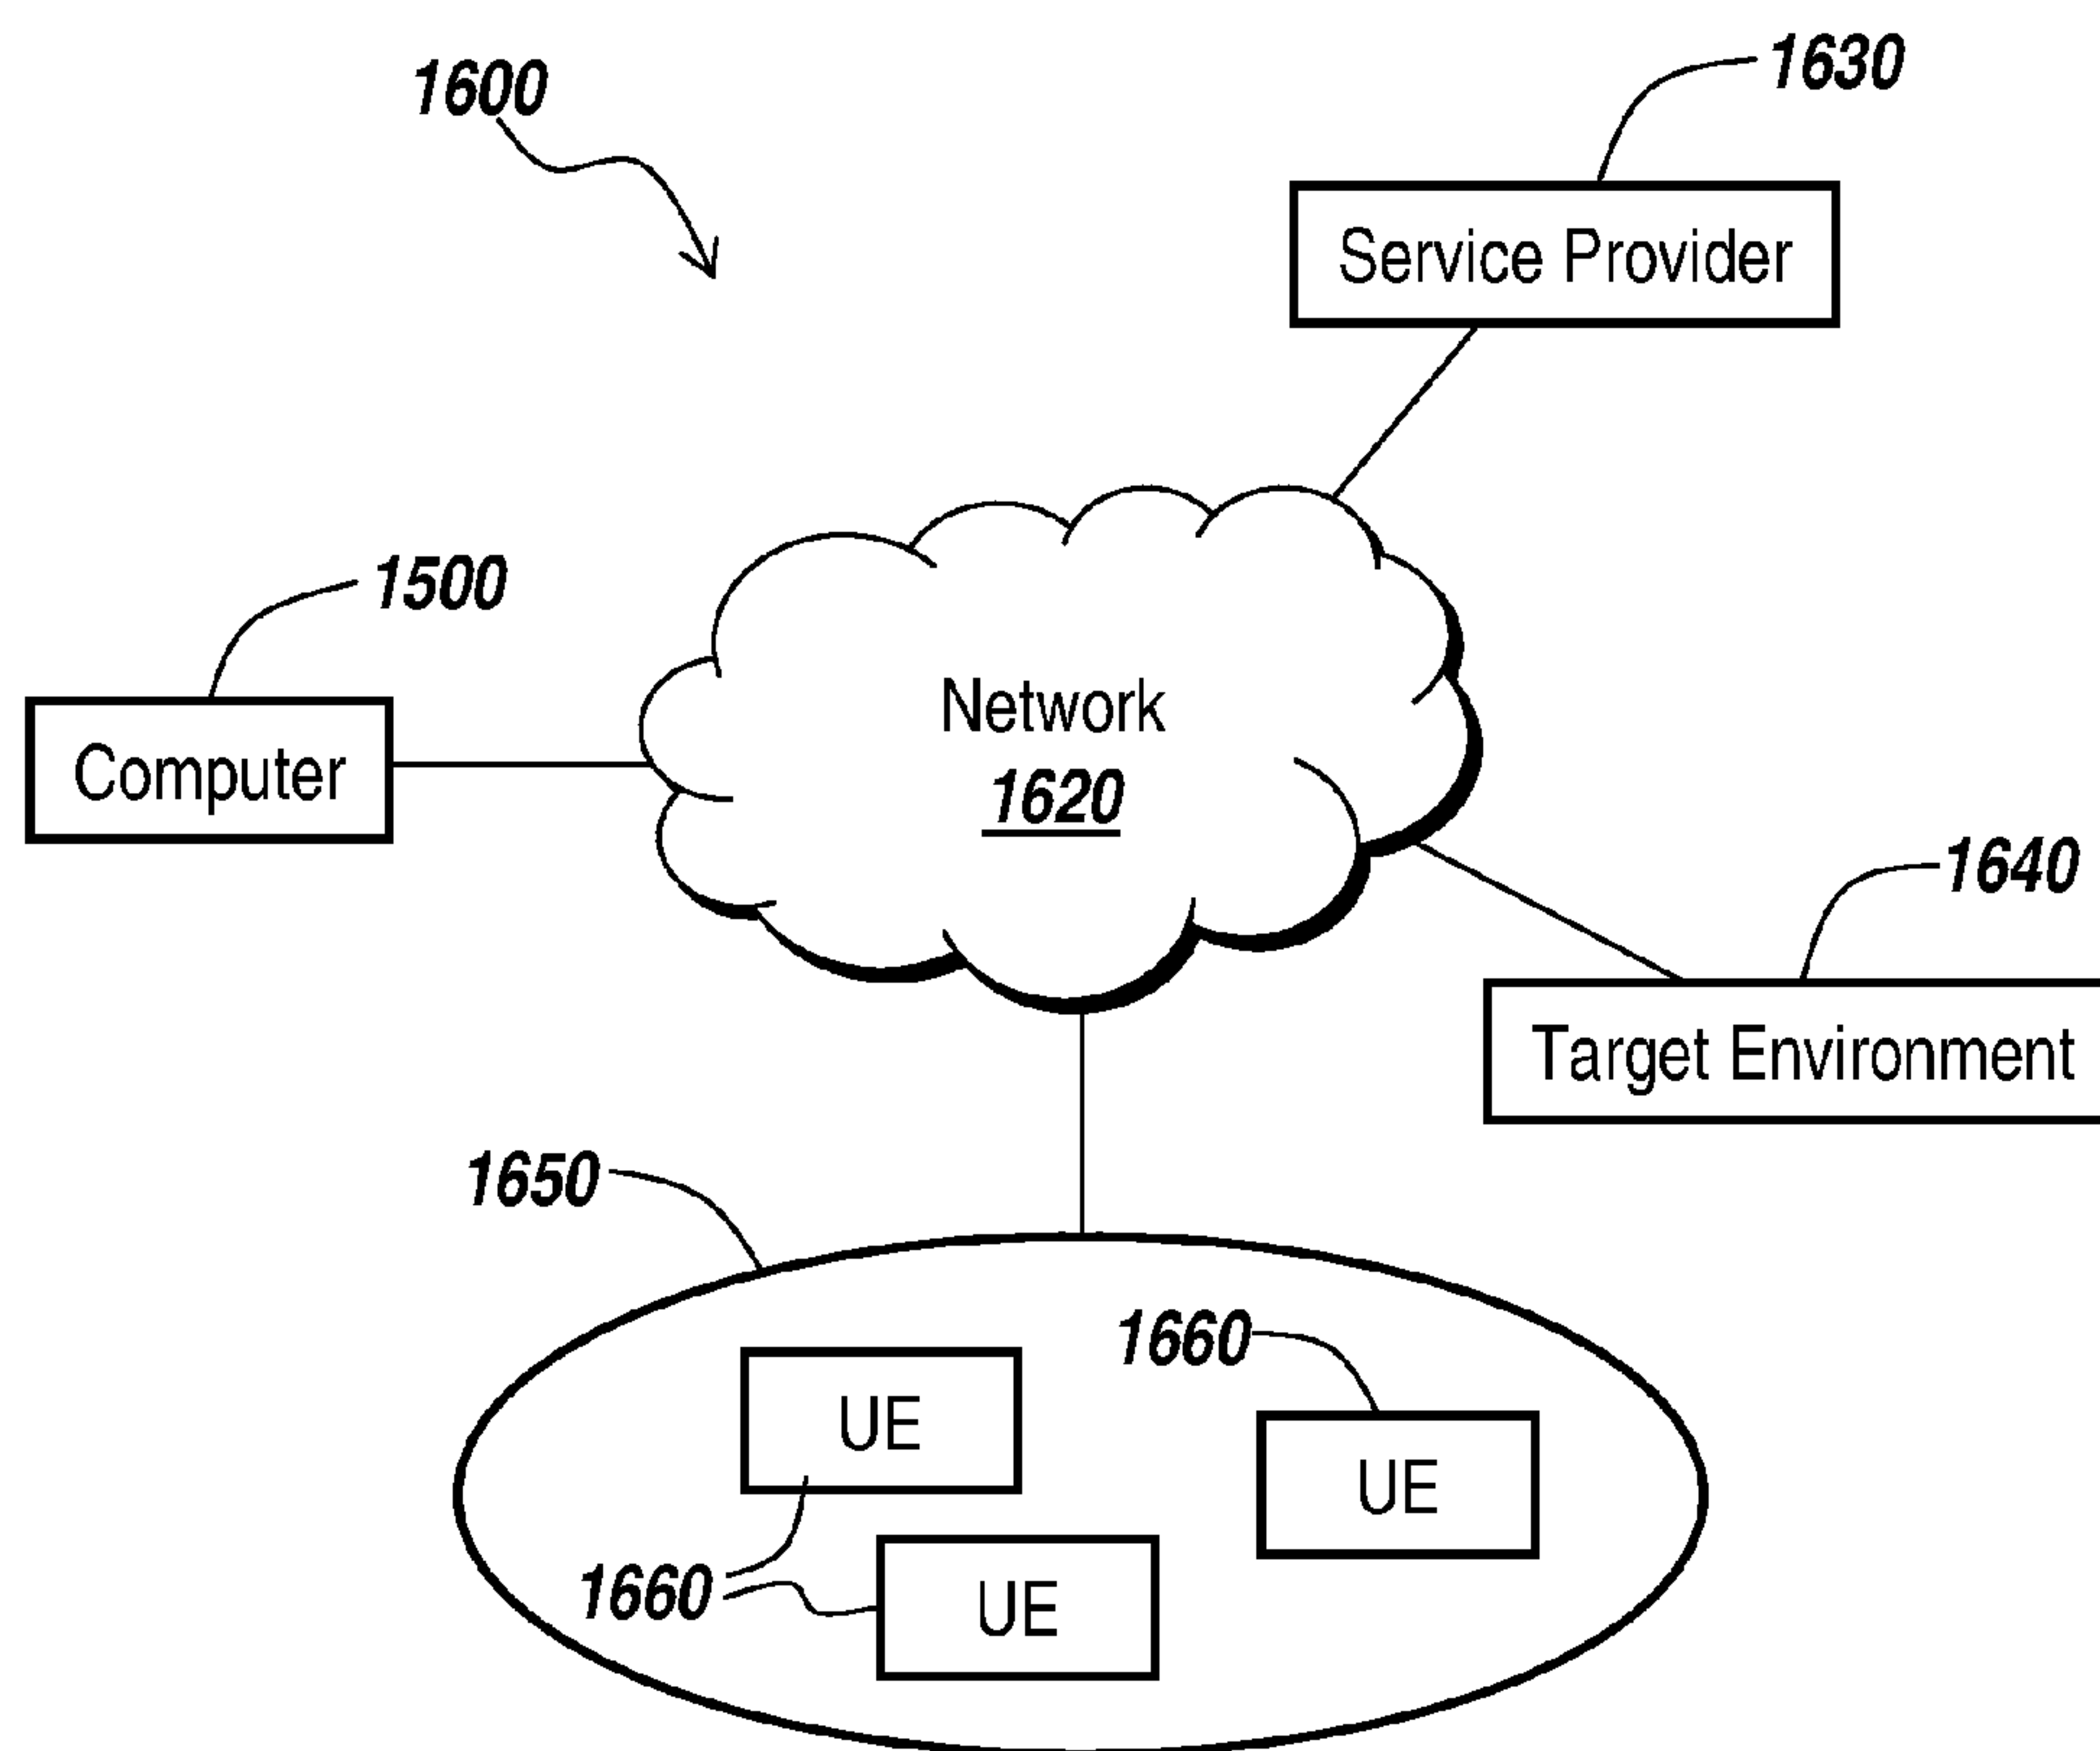 1600
1630
Service Provider
1500
Computer
Network
1620
1640
Target Environment
1650
1660
UE
UE
1660
UE